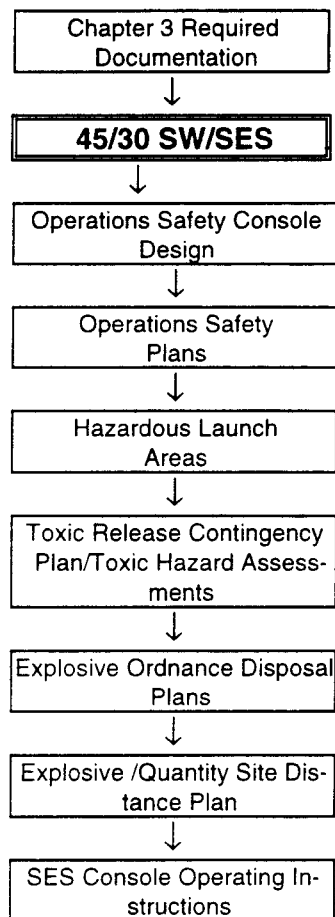 Chapter 3 Required
Documentation
45/30 SW/SES
Operations Safety Console
Design
Operations Safety
Plans
Hazardous Launch
Areas
Toxic Release Contingency
Plan/Toxic Hazard Assess-
ments
Explosive Ordnance Disposal
Plans
Explosive /Quantity Site Dis-
tance Plan
SES Console Operating In-
structions